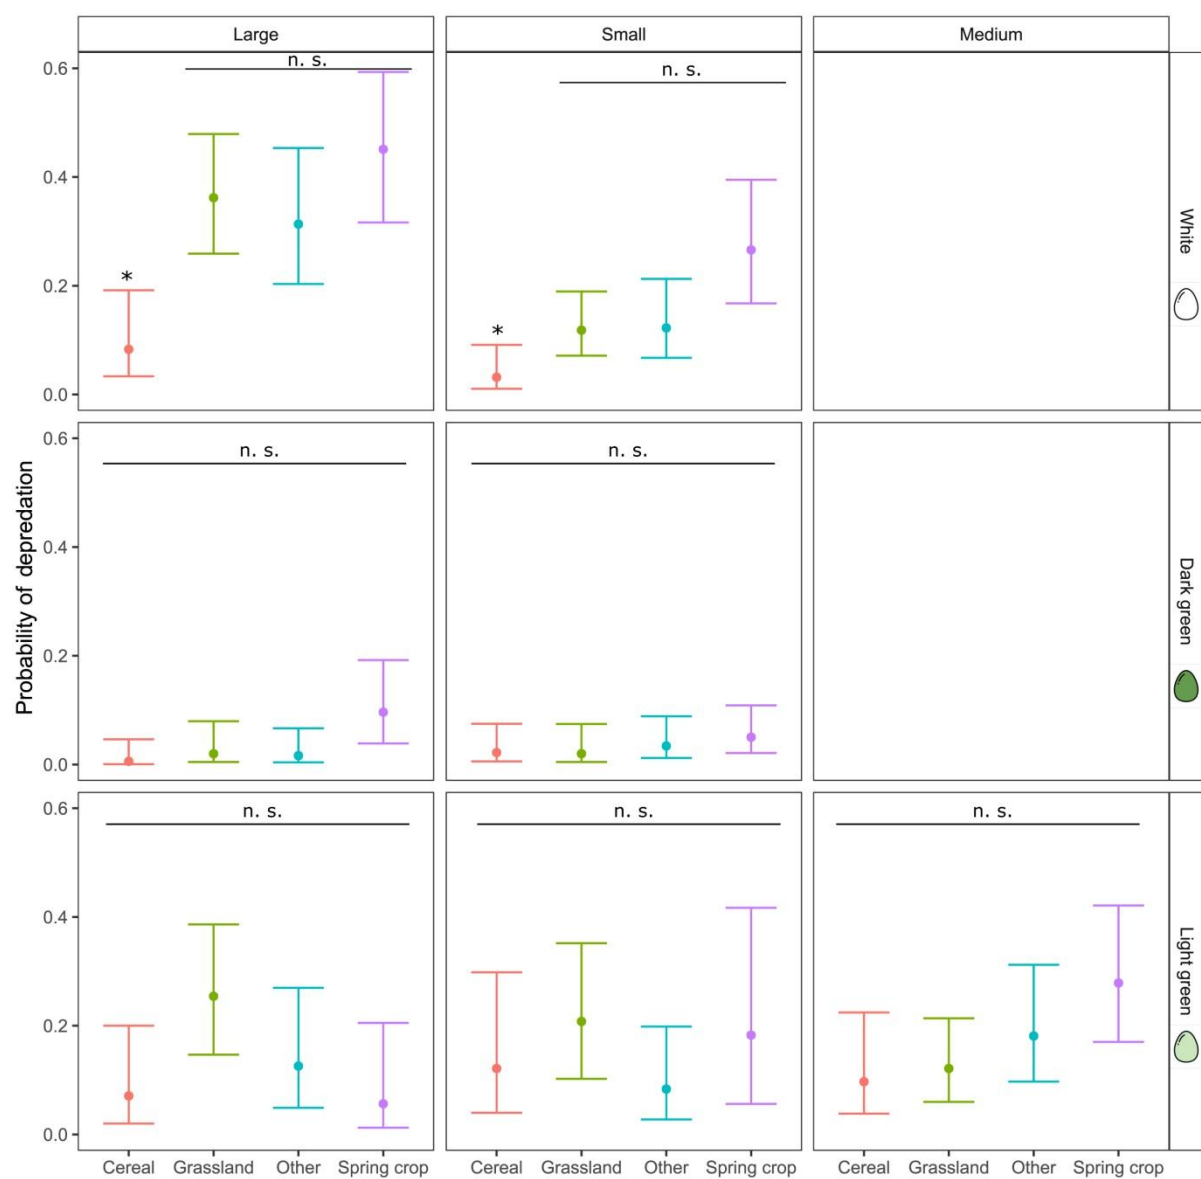 Large Small Medium
0.6
n. s.
n. s.
0.4
0.2
*
*
0.0
White
0.6
n. s.
n. s.
0.4
0.2
0.0
Dark green
Probability of depredation
0.6
n. s.
n. s.
n. s.
0.4
0.2
0.0
Light green
Cereal Grassland Other Spring crop Cereal Grassland Other Spring crop Cereal Grassland Other Spring crop